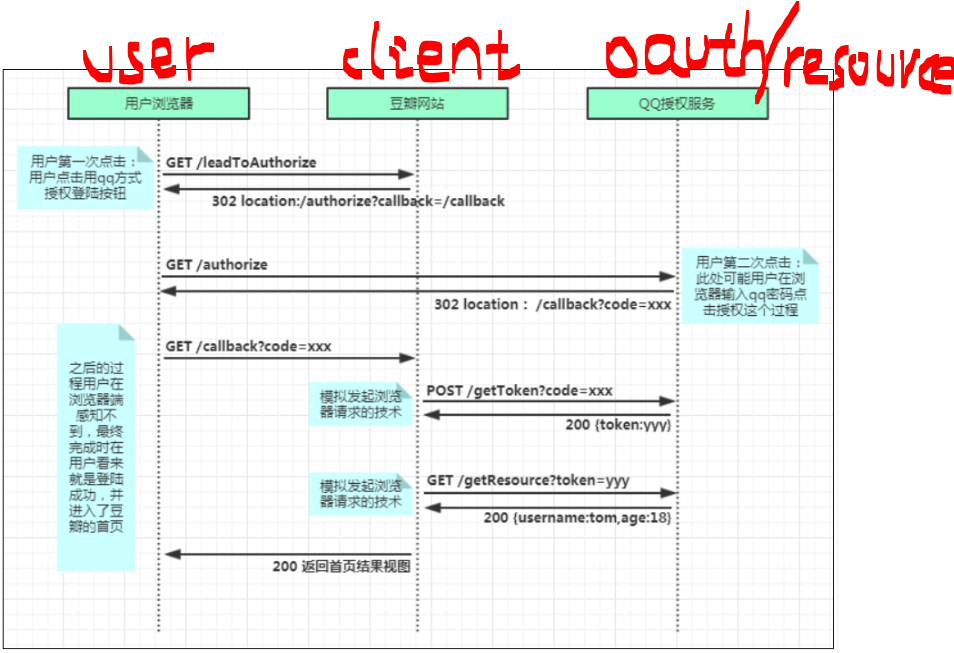 user
client
oauth/resource
用户浏览器
豆瓣网站
QQ授权服务
用户第一次点击：
用户点击用qq方式
授权登陆按钮
GET /leadToAuthorize
302 location:/authorize?callback=/callback
GET /authorize
用户第二次点击：
此处可能用户在浏
览器输入qq密码点
击授权这个过程
302 location： /callback?code=xxx
GET /callback?code=xxx
之后的过
程用户在
浏览器端
感知不
到，最终
完成时在
用户看来
就是登陆
成功，并
进入了豆
瓣的首页
模拟发起浏览
器请求的技术
POST /getToken?code=xxx
200 {token:yyy}
模拟发起浏览
器请求的技术
GET /getResource?token=yyy
200 {username:tom,age:18}
200 返回首页结果视图